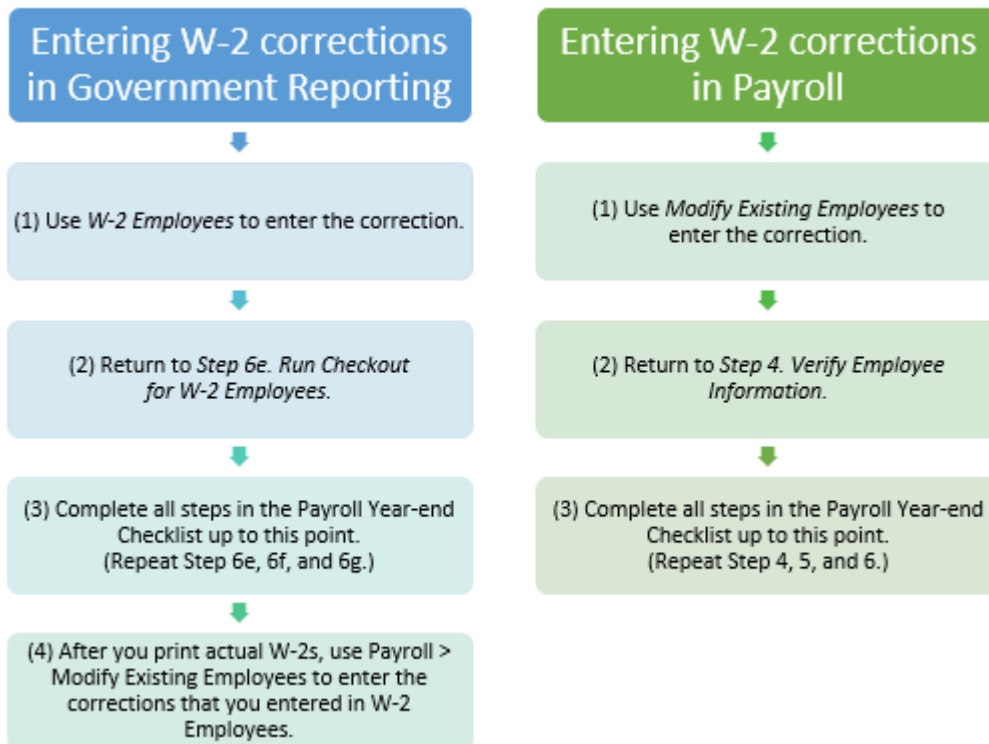 Entering W-2 corrections
in Government Reporting
(1) Use W-2 Employees to enter the correction.
(2) Return to Step 6e. Run Checkout
for W-2 Employees.
(3) Complete all steps in the Payroll Year-end
Checklist up to this point.
(Repeat Step 6e, 6f, and 6g.)
(4) After you print actual W-2s, use Payroll >
Modify Existing Employees to enter the
corrections that you entered in W-2
Employees.
Entering W-2 corrections
in Payroll
(1) Use Modify Existing Employees to
enter the correction.
(2) Return to Step 4. Verify Employee
Information.
(3) Complete all steps in the Payroll Year-end
Checklist up to this point.
(Repeat Step 4, 5, and 6.)